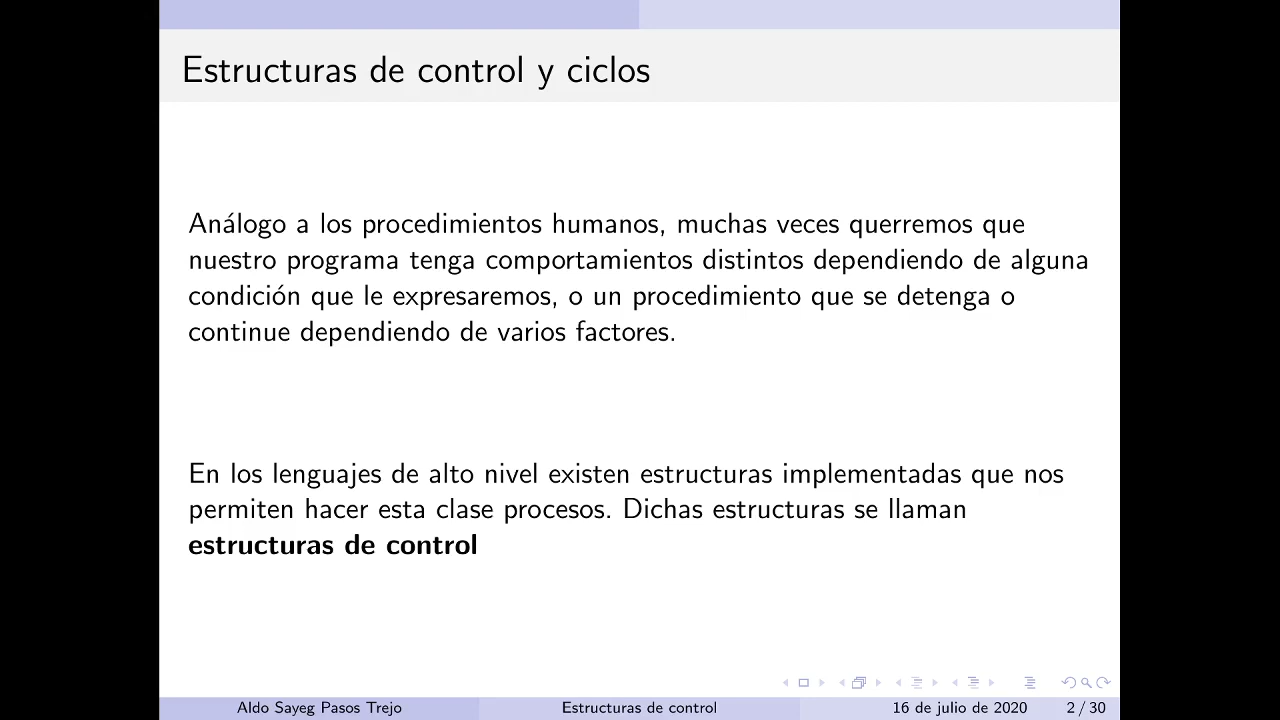 Estructuras de control y ciclos
Análogo a los procedimientos humanos, muchas veces querremos que
nuestro programa tenga comportamientos distintos dependiendo de alguna
condición que le expresaremos, o un procedimiento que se detenga o
continue dependiendo de varios factores.
En los lenguajes de alto nivel existen estructuras implementadas que nos
permiten hacer esta clase procesos. Dichas estructuras se llaman
estructuras de control
Aldo Sayeg Pasos Trejo Estructuras de control 16 de julio de 2020 2 / 30